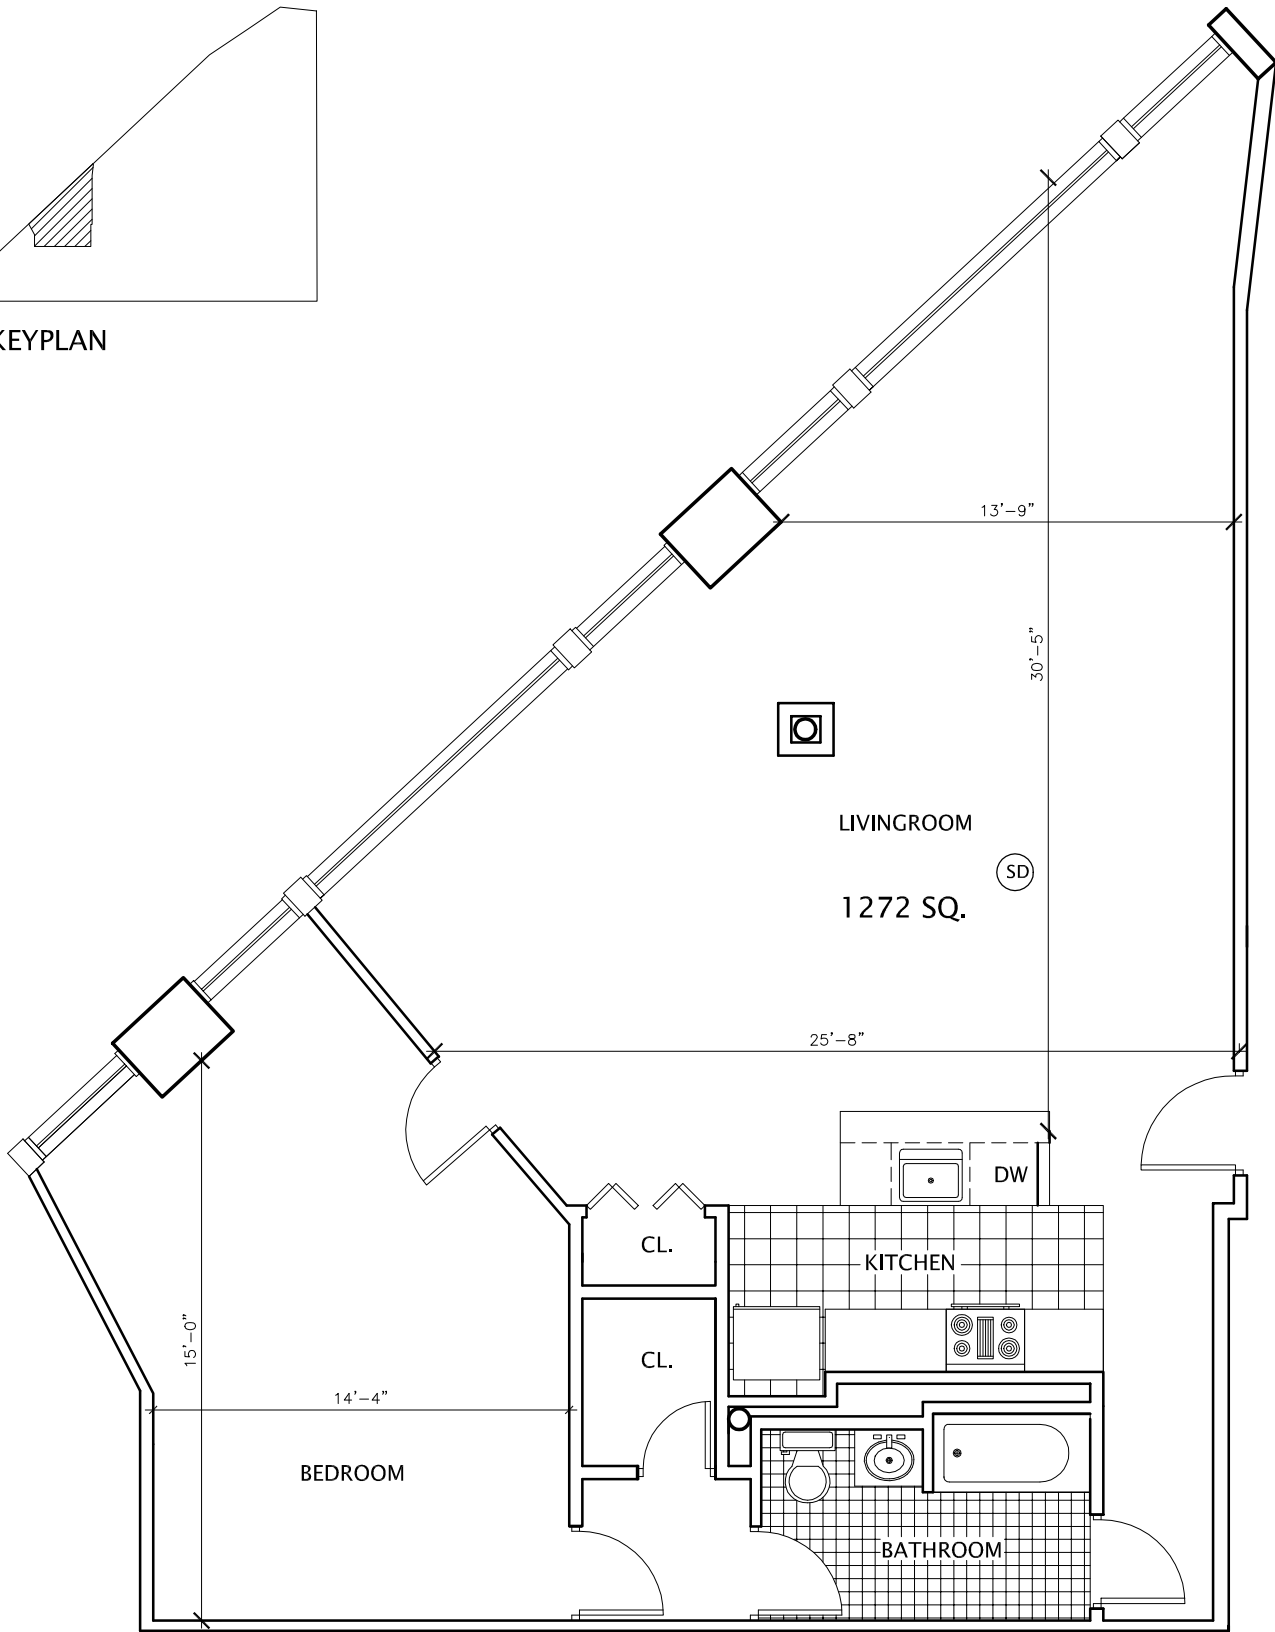 KEYPLAN
13'-9"
30'-5"
LIVINGROOM
SD
1272 SQ.
25'-8"
DW
CL.
KITCHEN
CL.
15'-0"
14'-4"
BEDROOM
BATHROOM